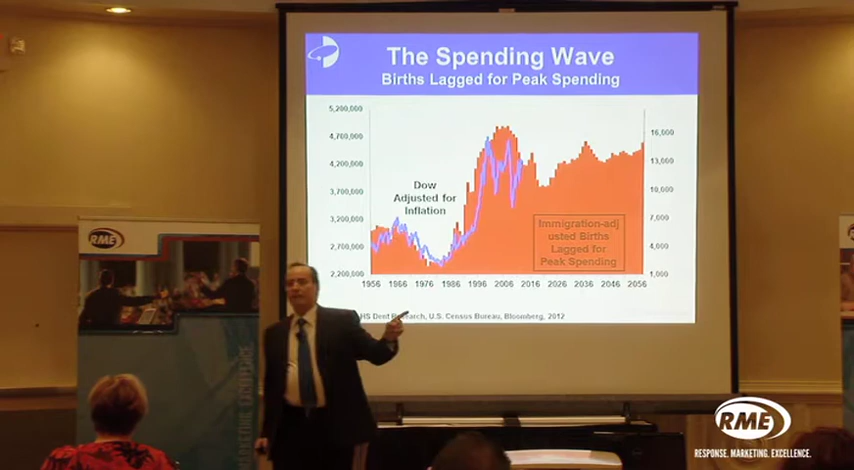 The Spending Wave
Births Lagged for Peak Spending
5,200,000
4,700,000
4,200,000
3,700,000
3,200,000
2,700,000
2,200,000
16,000
13,000
10,000
7,000
4,000
1,000
Dow
Adjusted for
Inflation
Immigration-adj
usted Births
Lagged for
Peak Spending
1956 1966 1976 1986 1996 2006 2016 2026 2036 2046 2056
HS Dent Research, U.S. Census Bureau, Bloomberg, 2012
RME
MARKETING EXCELLENCE
RME
RME
RESPONSE. MARKETING. EXCELLENCE.